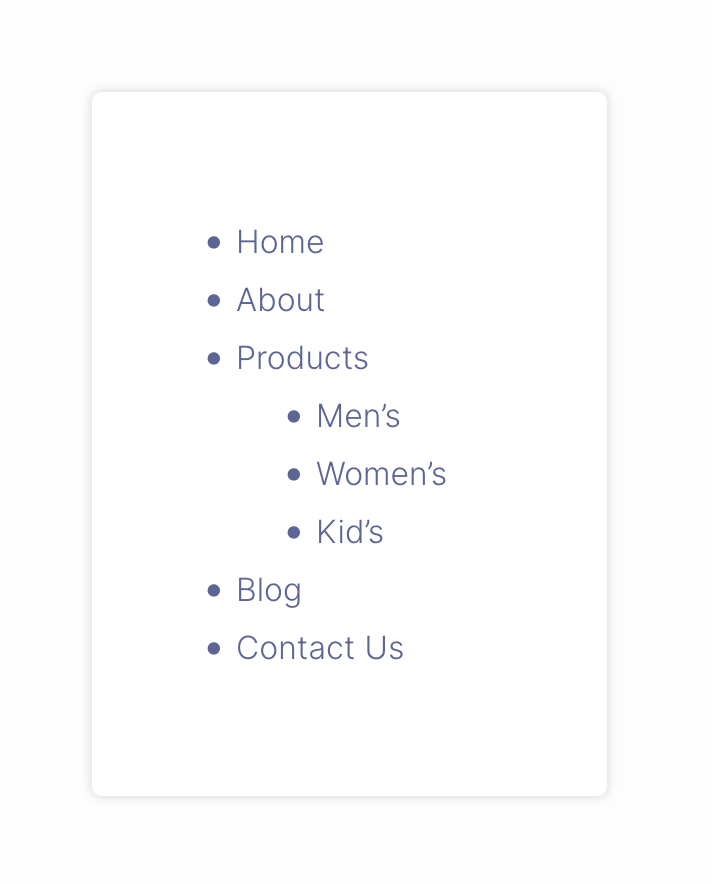 • Home
• About
• Products
• Men’s
• Women’s
• Kid’s
• Blog
• Contact Us